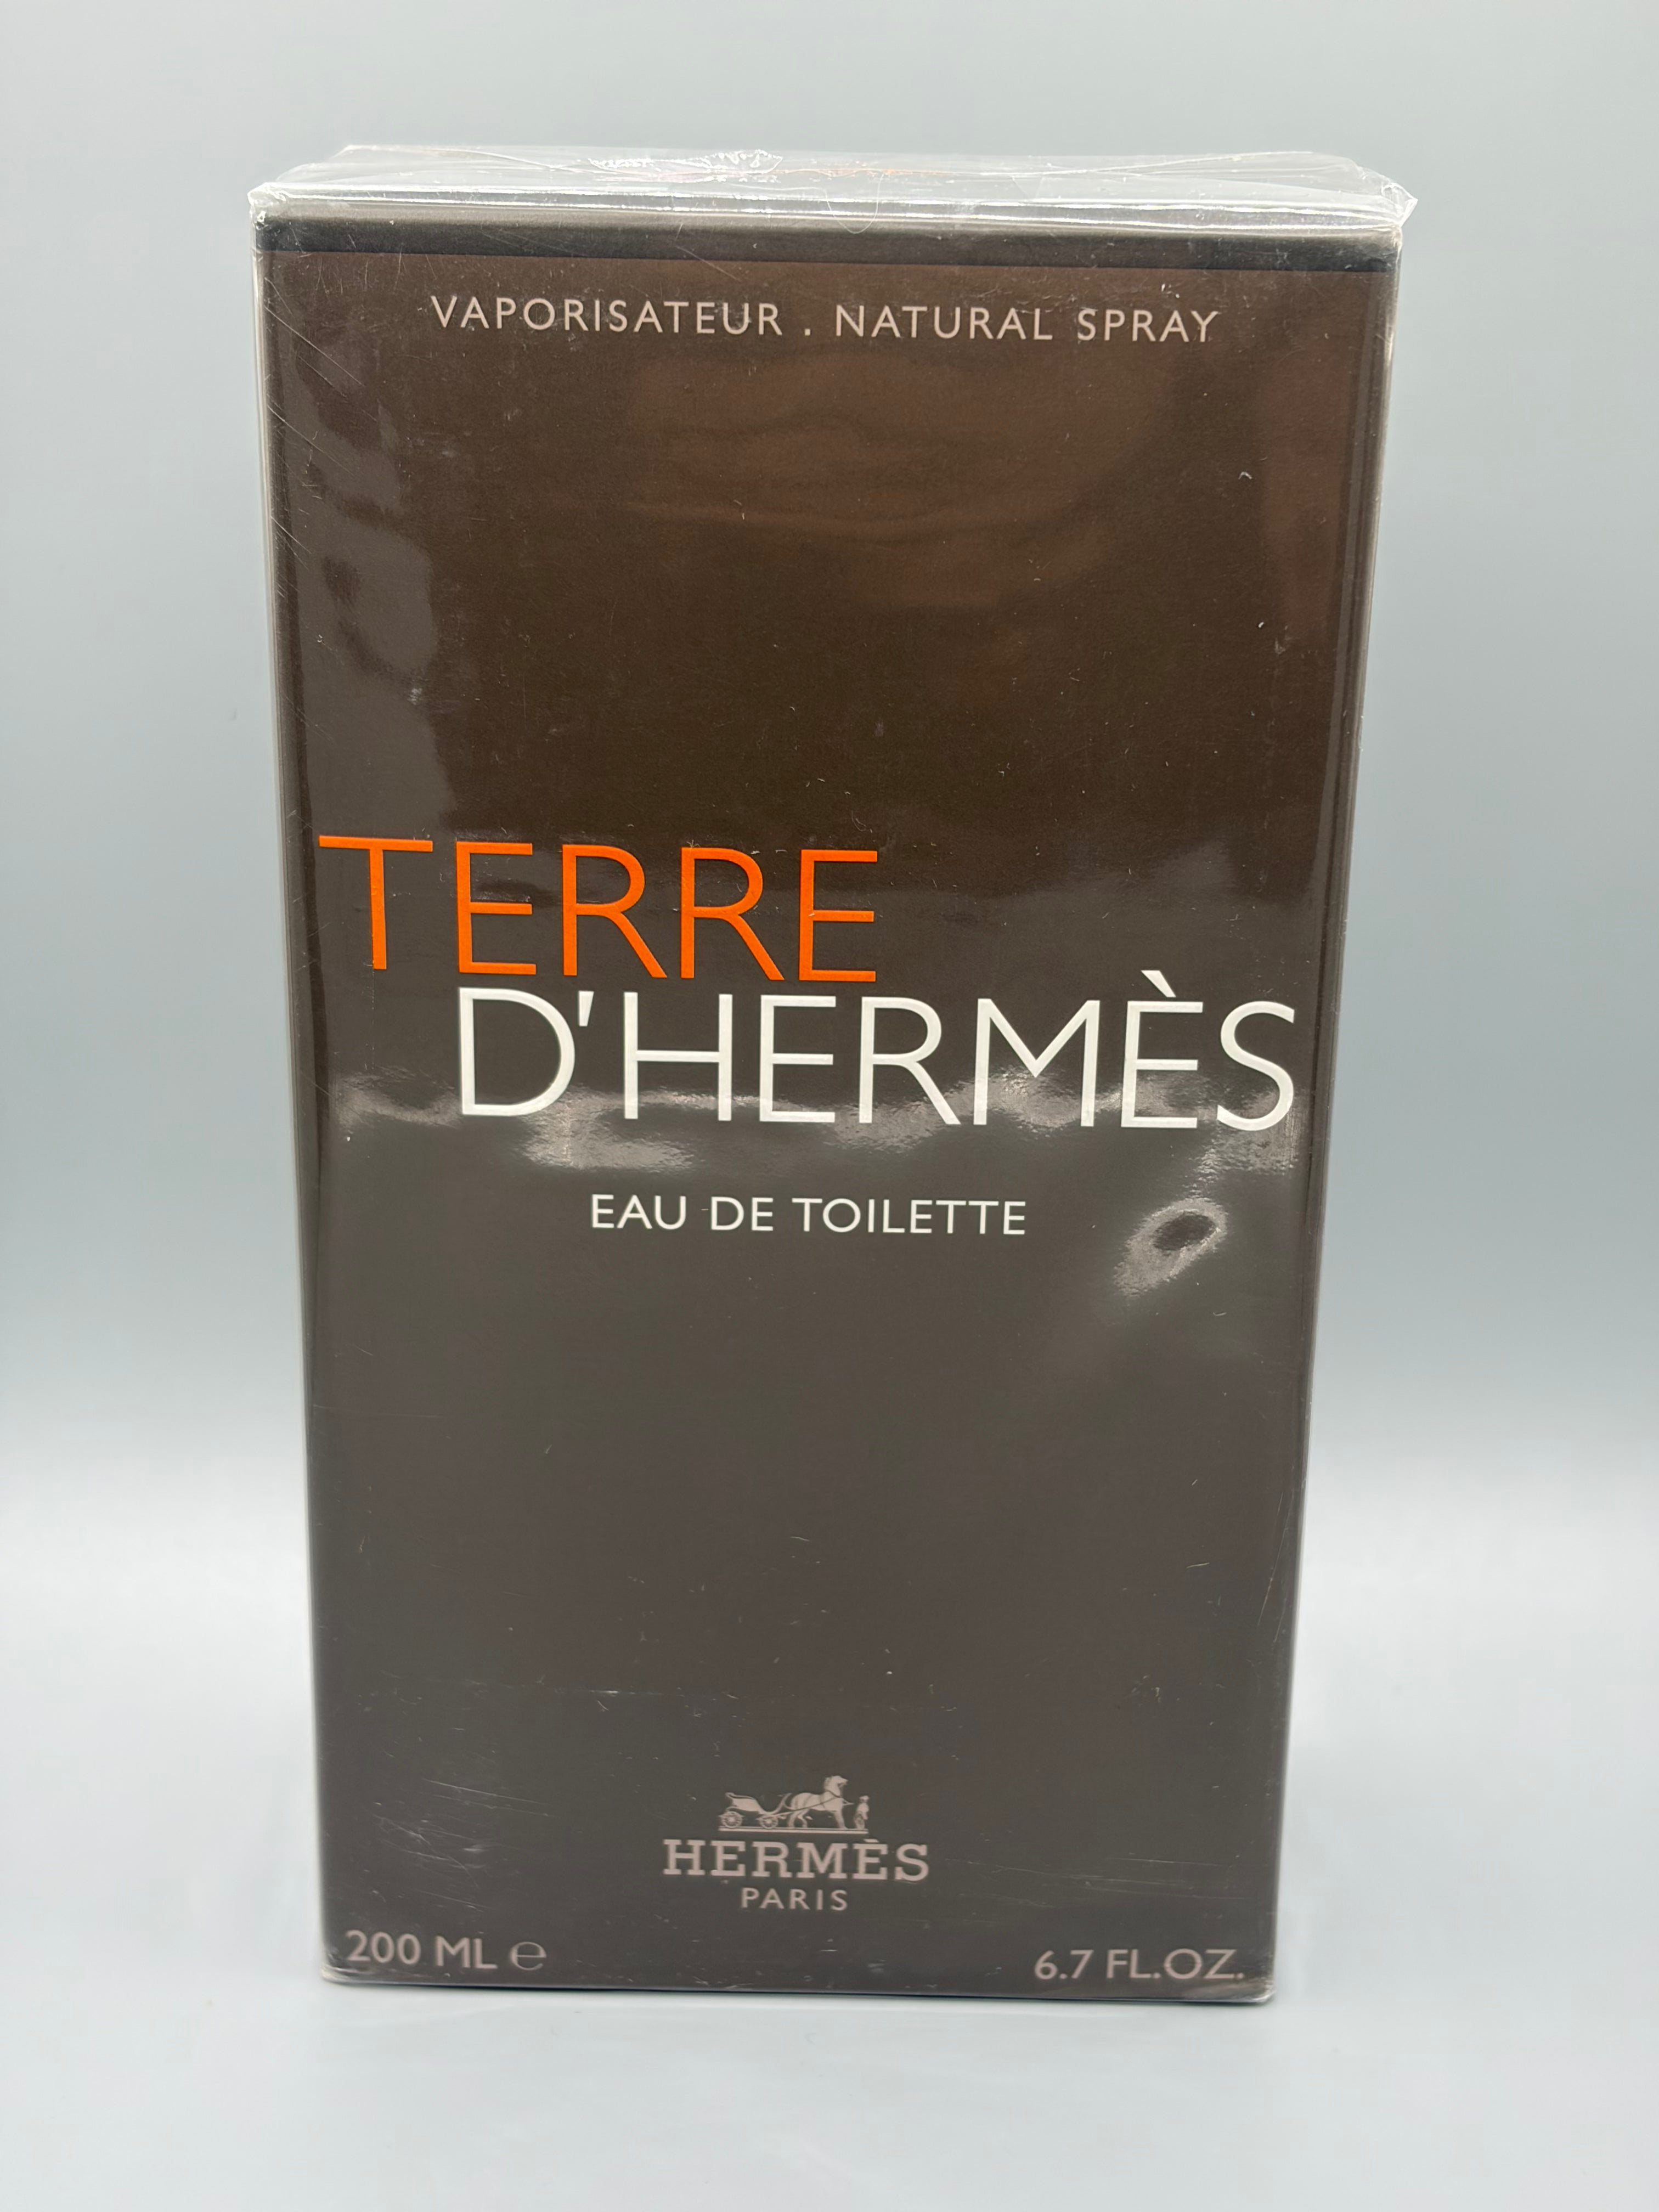 VAPORISATEUR . NATURAL SPRAY
TERRE
D'HERMÈS
EAU DE TOILETTE
HERMÈS
PARIS
200 ML ℮
6.7 FL.OZ.